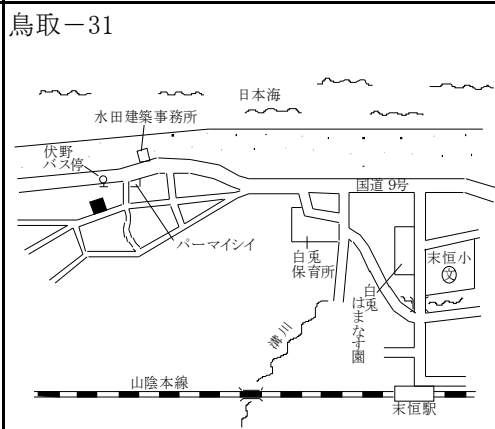 鳥取－31
日本海
水田建築事務所
伏野
バス停
国道9号
パーマイシイ
白兎
保育所
白兎
はまなす園
末恒小
文
溝川
山陰本線
末恒駅